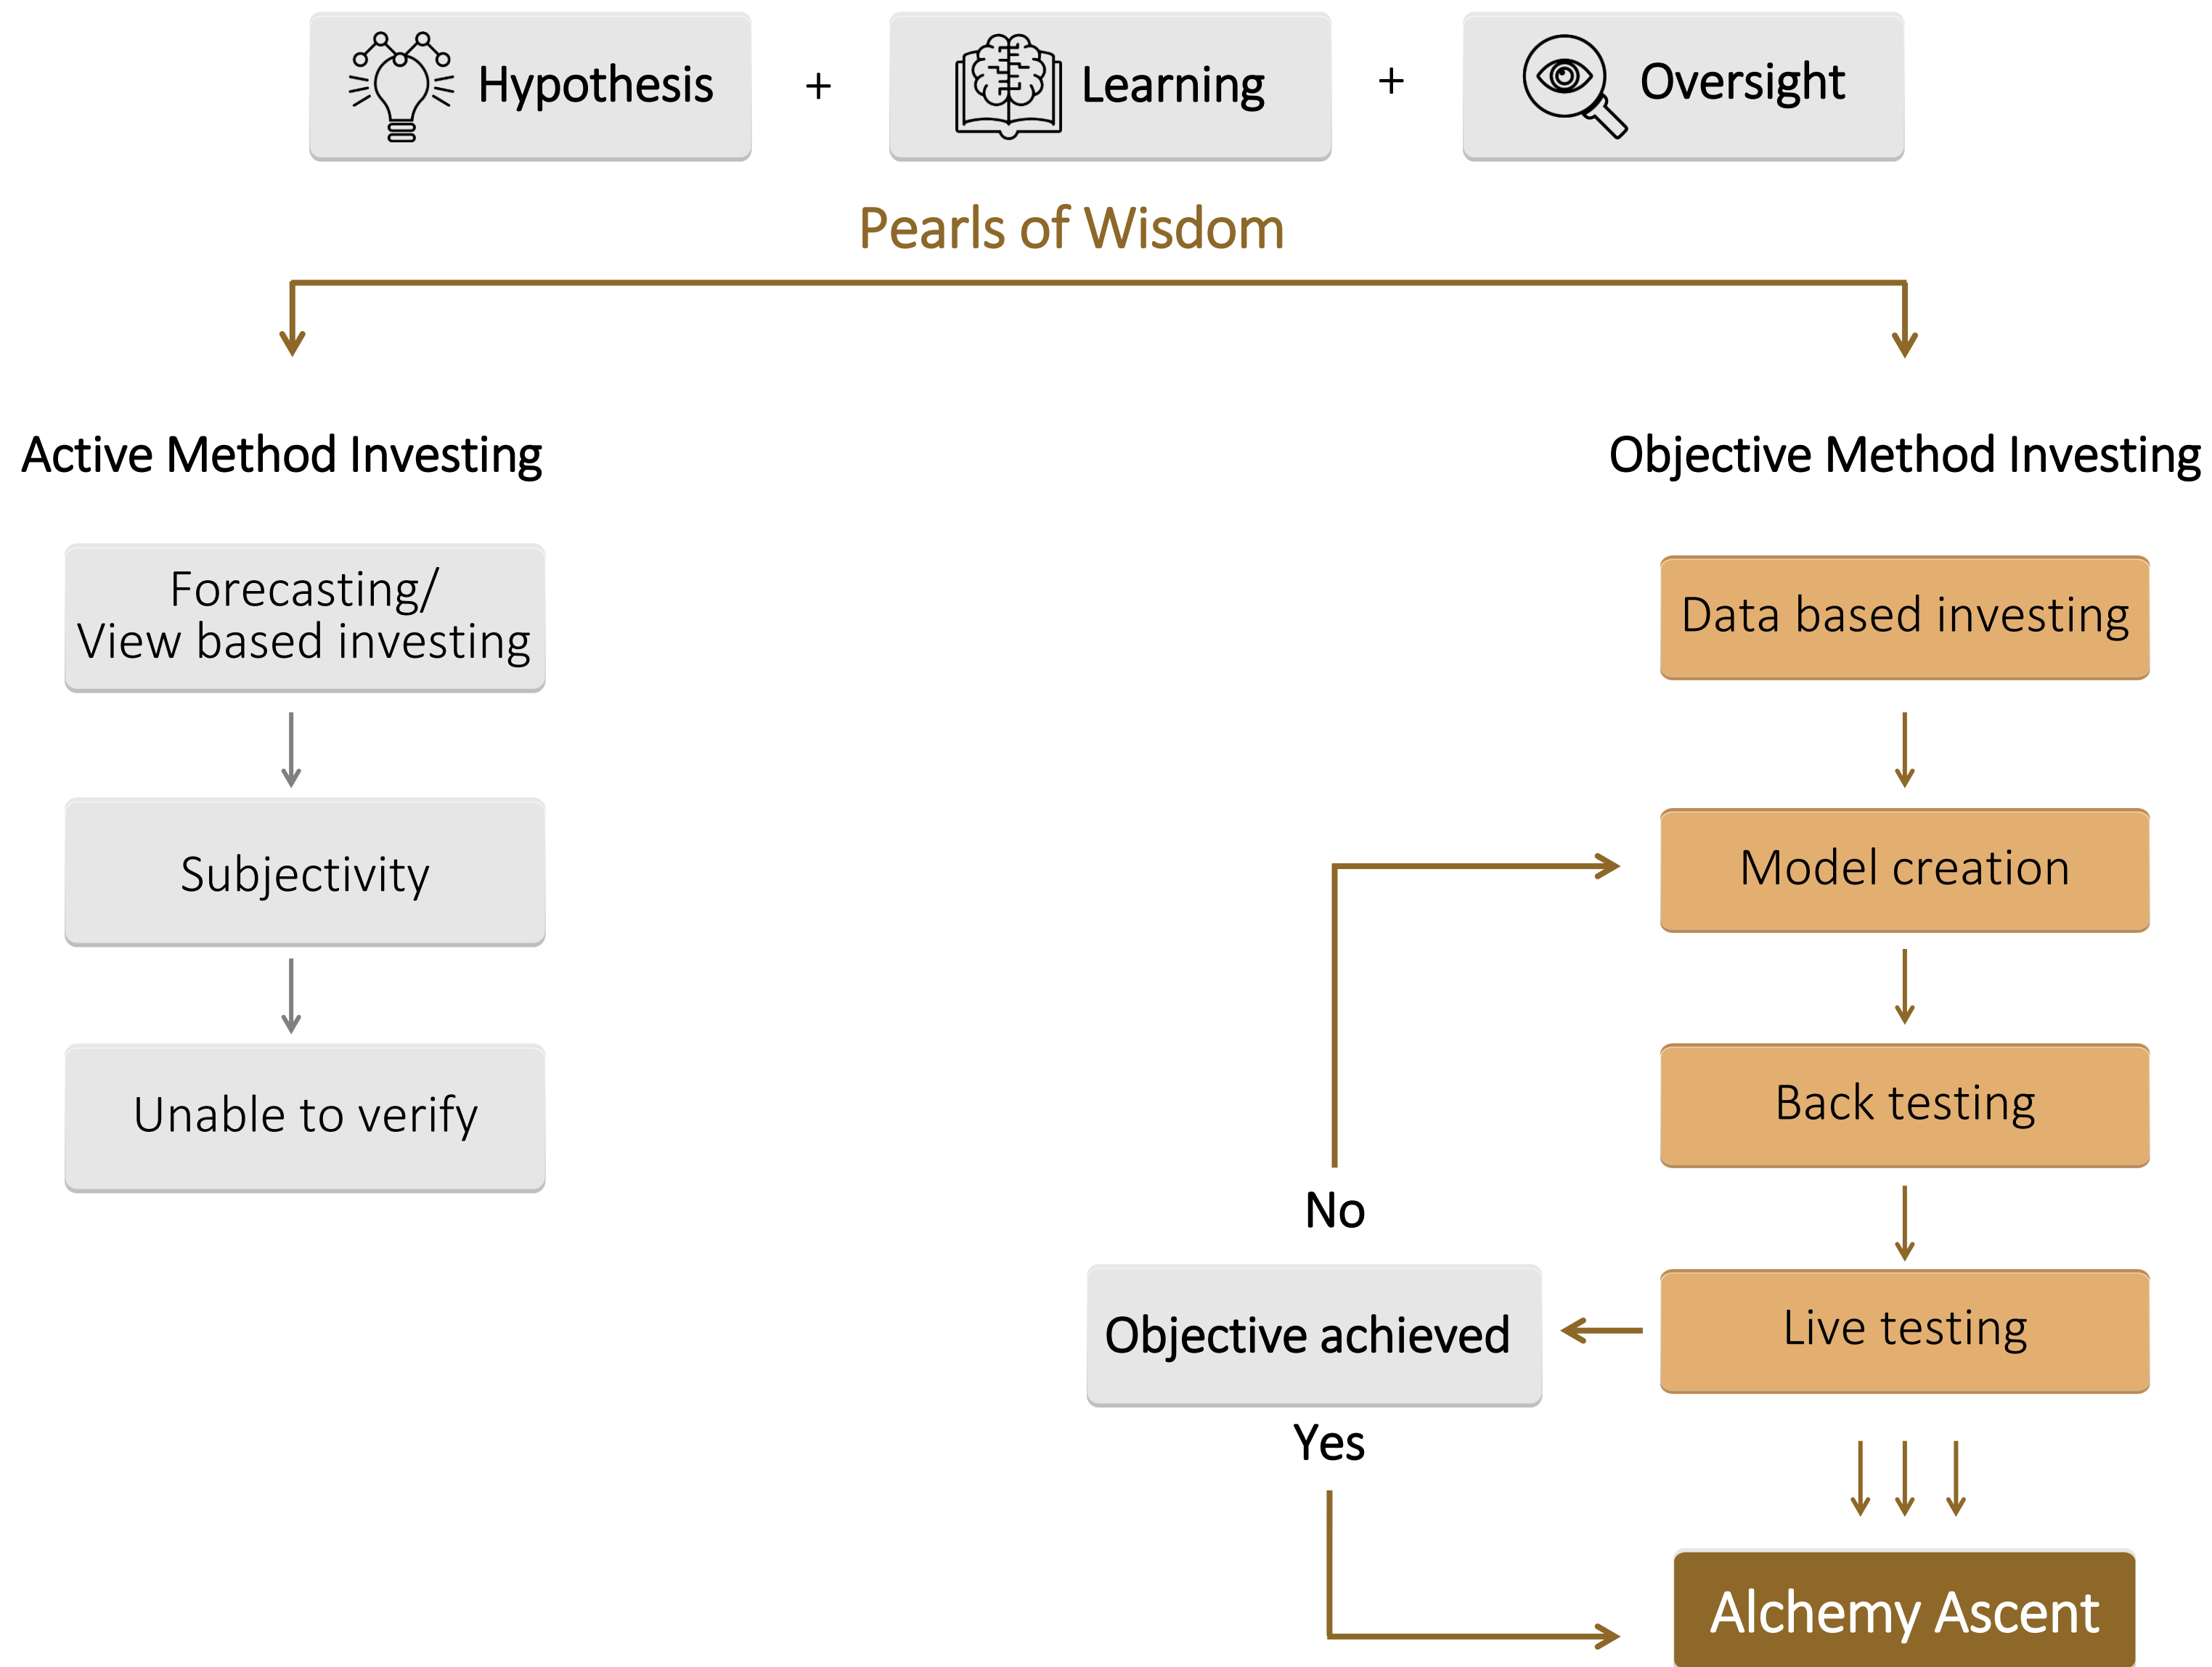 Hypothesis
+
Learning
+
Oversight
Pearls of Wisdom
Active Method Investing
Forecasting/
View based investing
Subjectivity
Unable to verify
Objective Method Investing
Data based investing
Model creation
Back testing
Live testing
No
Objective achieved
Yes
Alchemy Ascent